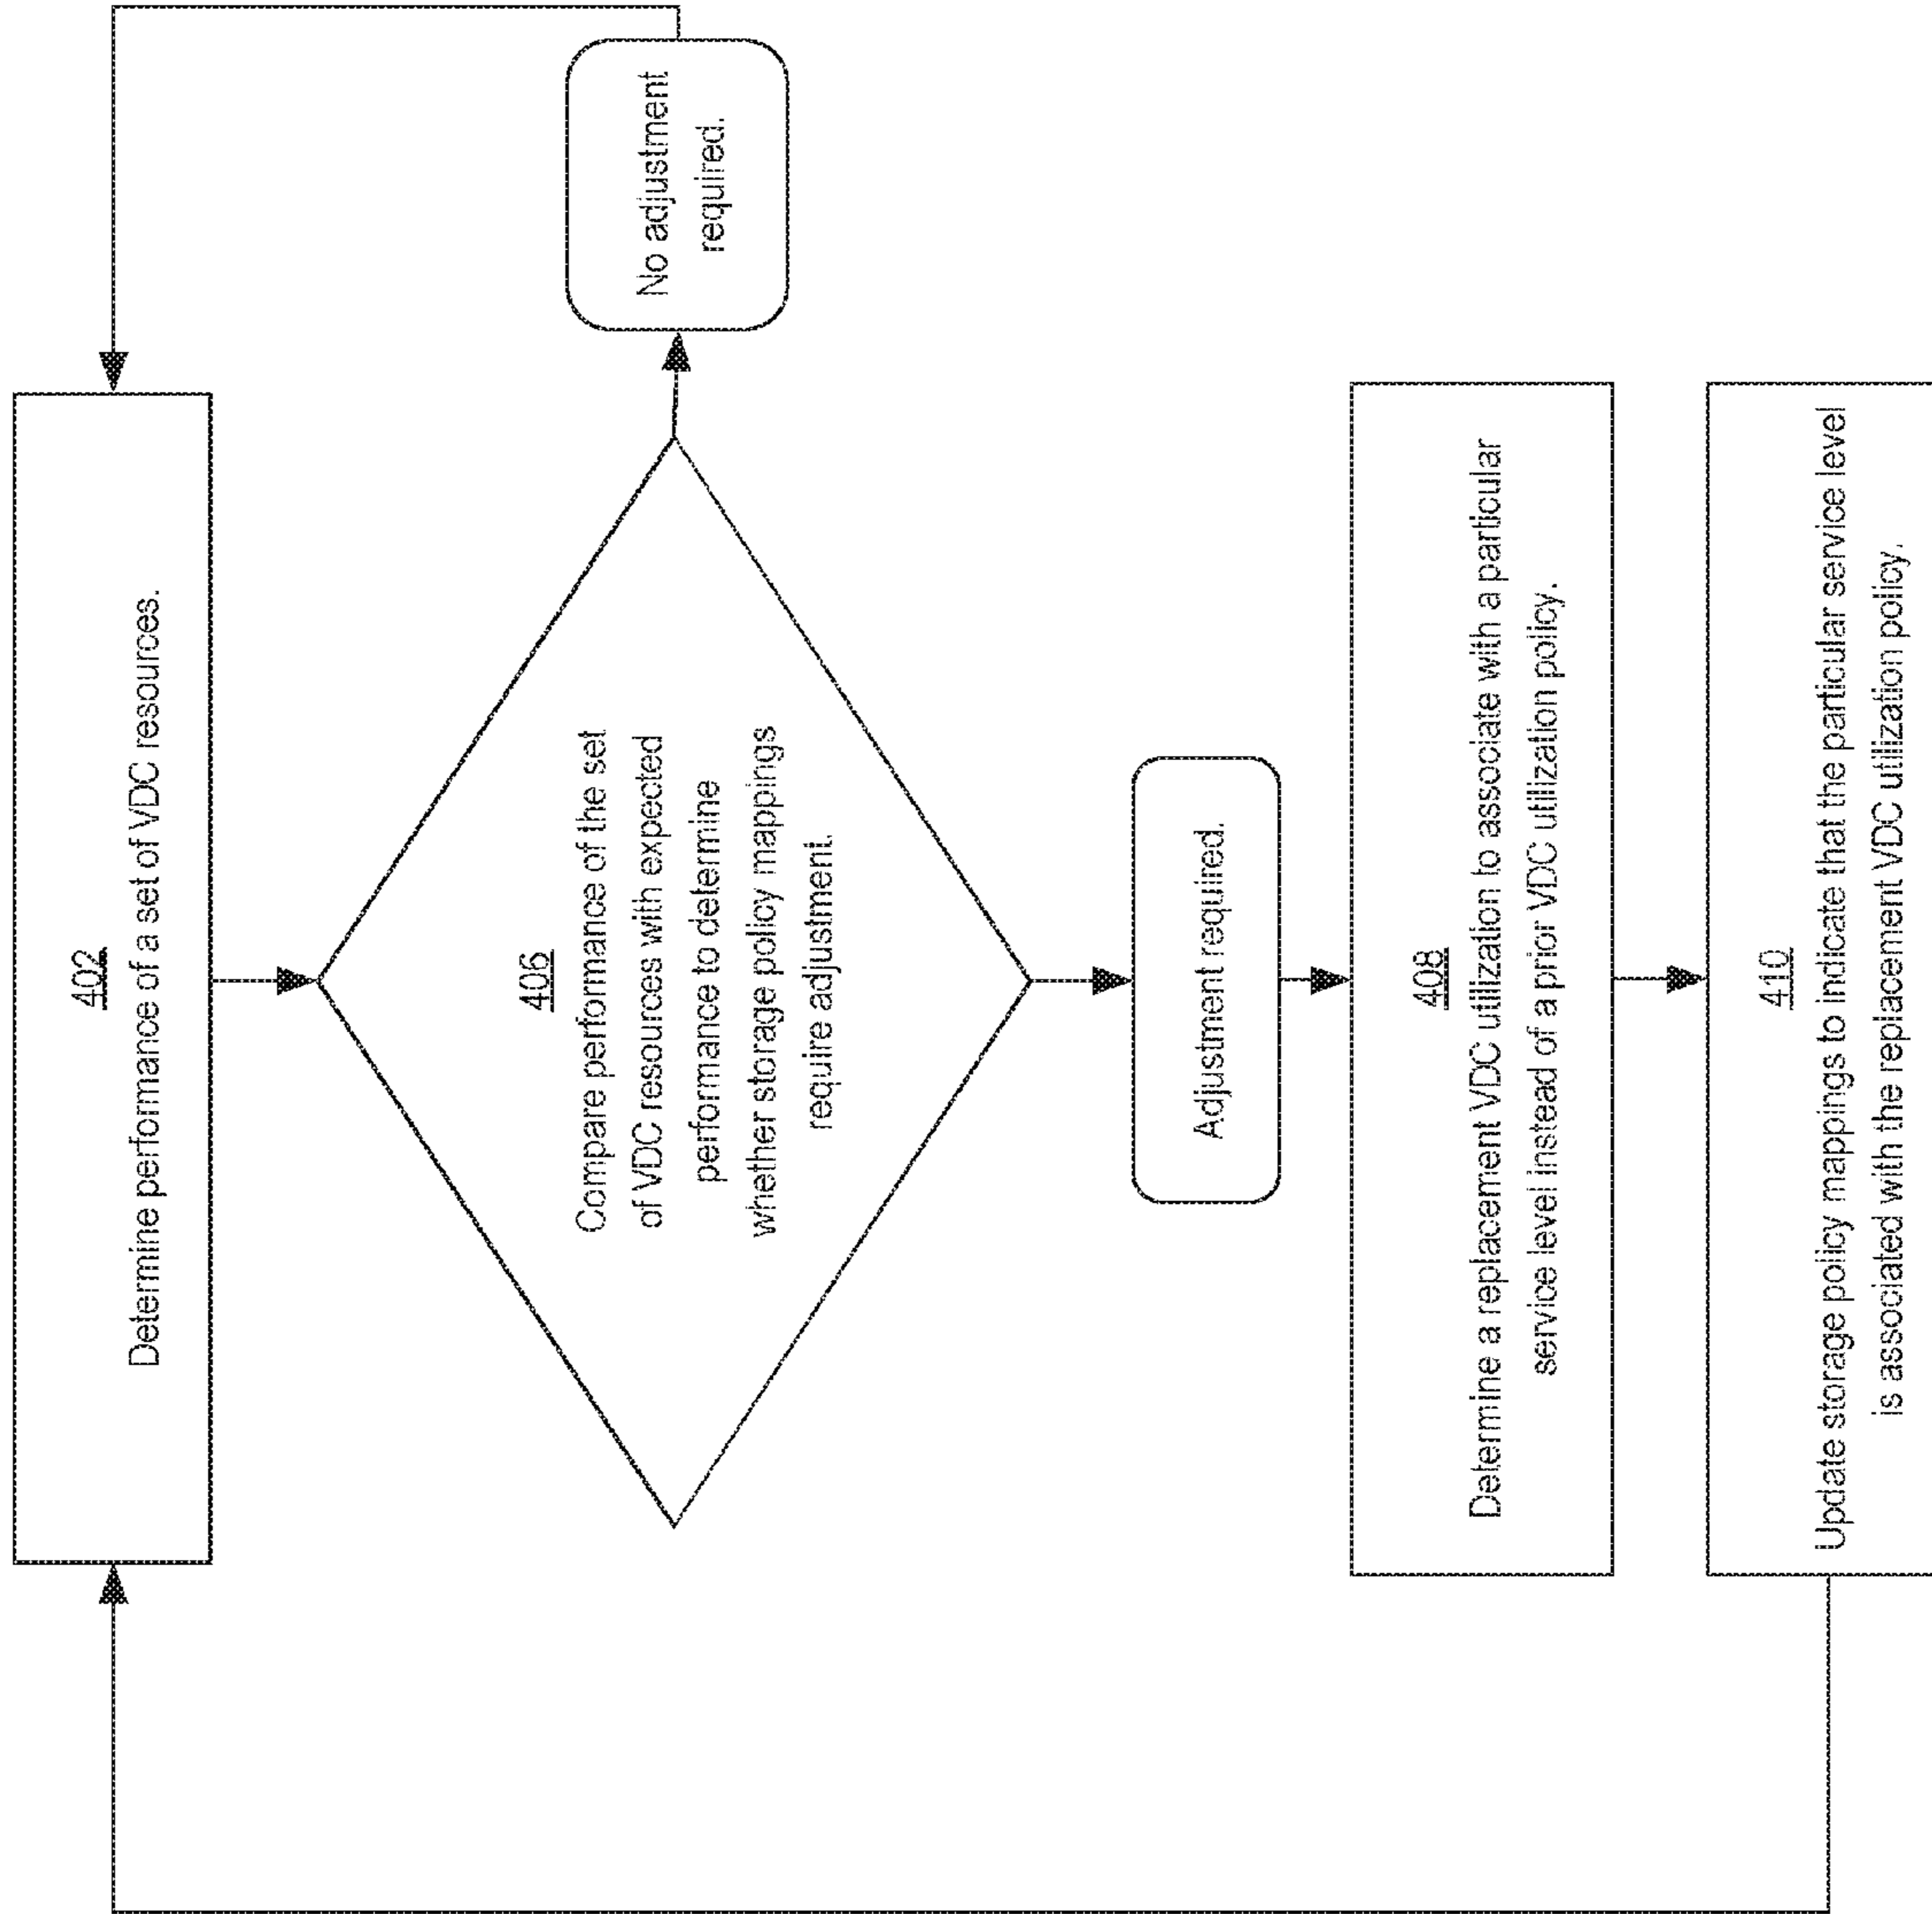 402
Determine performance of a set of VDC resources.
406
Compare performance of the set
of VDC resources with expected
performance to determine
whether storage policy mappings
require adjustment.
No adjustment
required.
Adjustment required.
408
Determine a replacement VDC utilization to associate with a particular
service level instead of a prior VDC utilization policy.
410
Update storage policy mappings to indicate that the particular service level
is associated with the replacement VDC utilization policy.